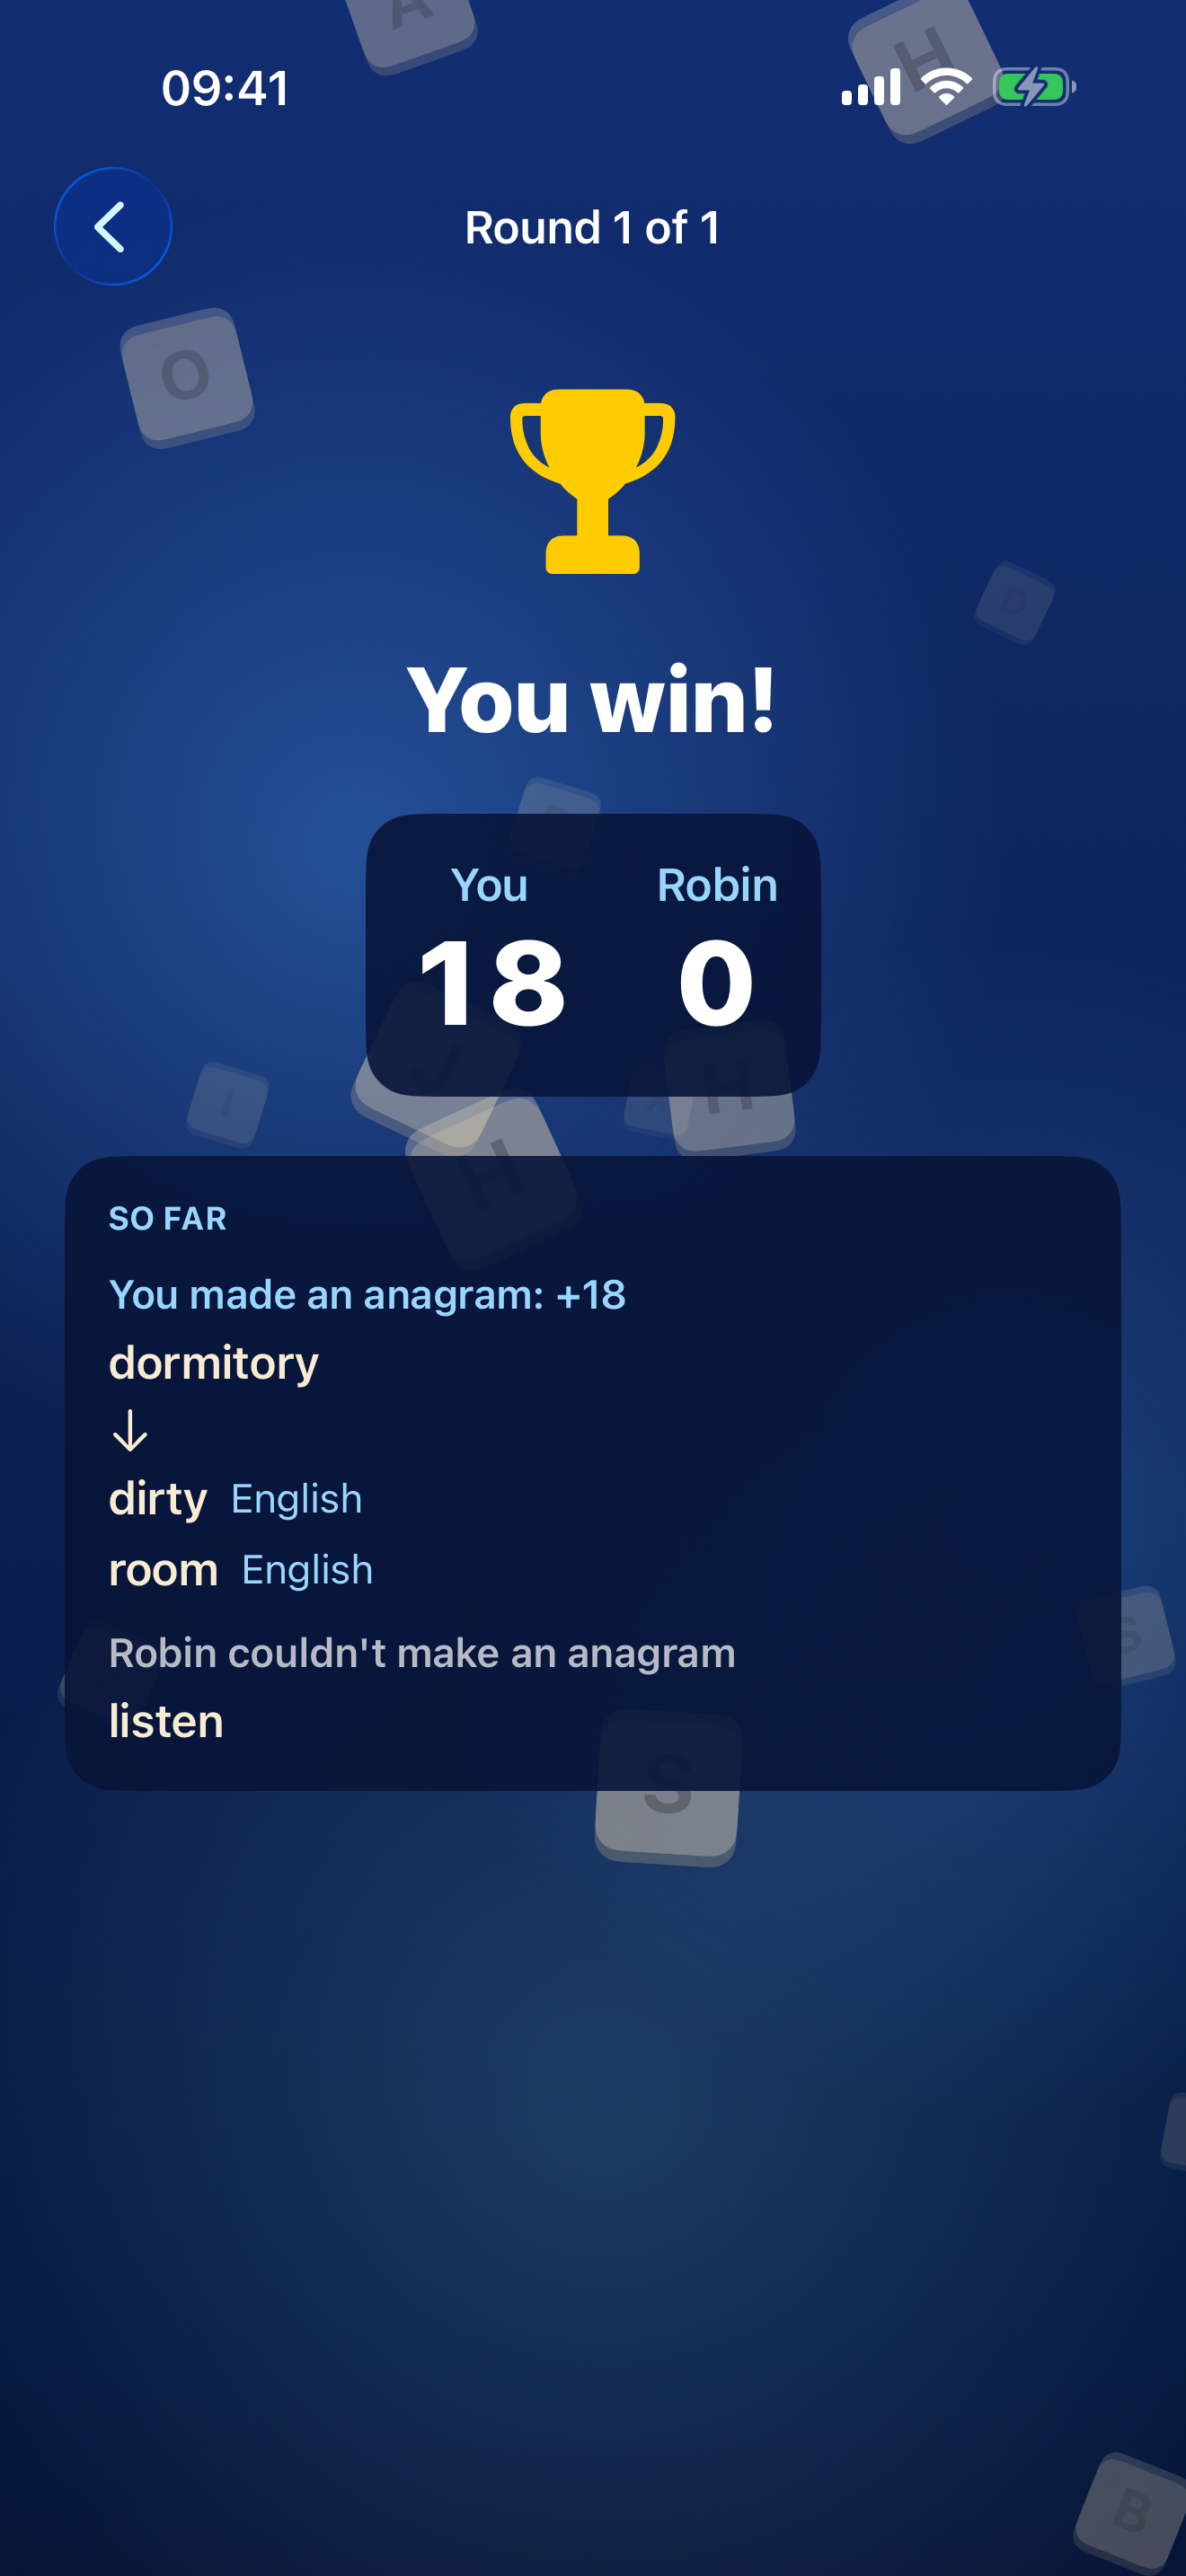 A
H
09:41
Round 1 of 1
O
D
You win!
You Robin
18 0
J
H
I
H
SO FAR
You made an anagram: +18
dormitory
↓
dirty English
room English
S
Robin couldn't make an anagram
listen
S
B